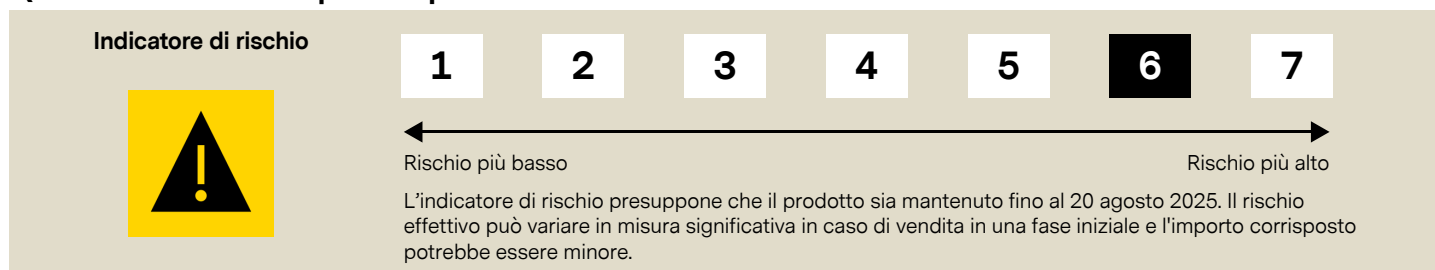 Indicatore di rischio
1 2 3 4 5 6 7
Rischio più basso Rischio più alto
L'indicatore di rischio presuppone che il prodotto sia mantenuto fino al 20 agosto 2025. Il rischio
effettivo può variare in misura significativa in caso di vendita in una fase iniziale e l'importo corrisposto
potrebbe essere minore.